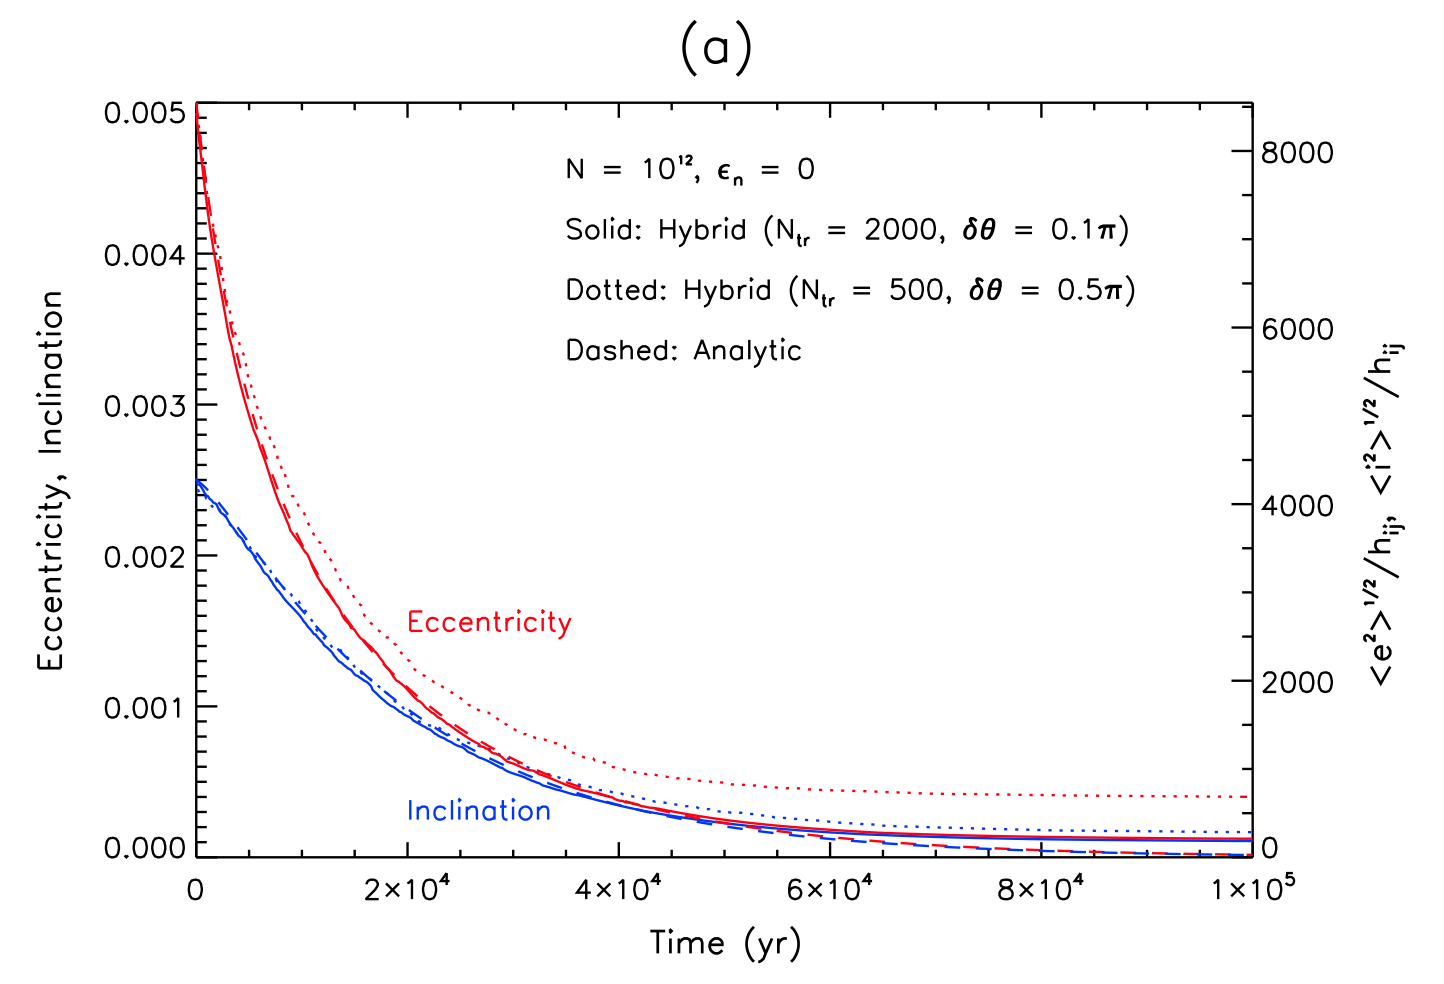 (a)
0.005
0.004
0.003
0.002
0.001
0.000
Eccentricity, Inclination
N = 10¹², ϵₙ = 0
Solid: Hybrid (N_tr = 2000, δθ = 0.1π)
Dotted: Hybrid (N_tr = 500, δθ = 0.5π)
Dashed: Analytic
Eccentricity
Inclination
8000
6000
4000
2000
0
<e²>^1/2/h_ij, <i²>^1/2/h_ij
0 2×10⁴ 4×10⁴ 6×10⁴ 8×10⁴ 1×10⁵
Time (yr)